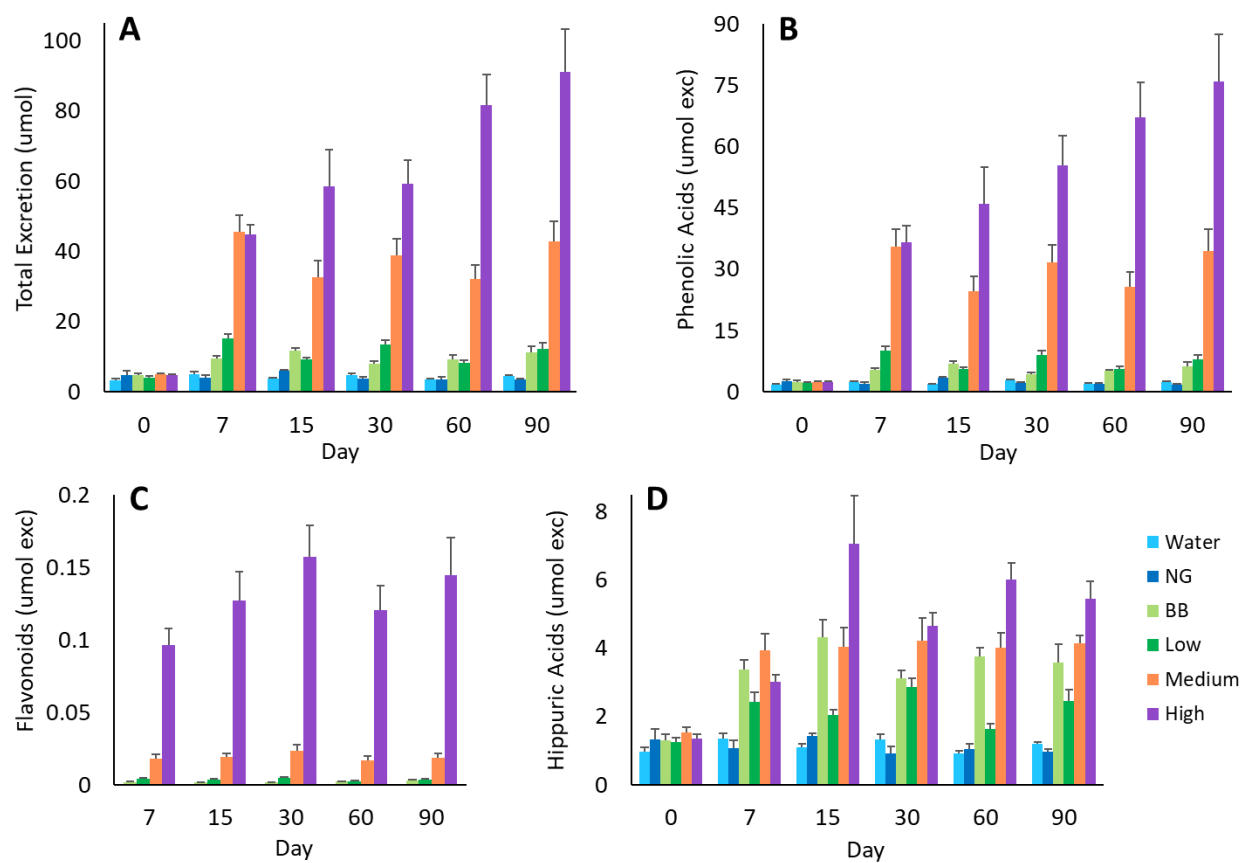 A
Total Excretion (umol)
100
80
60
40
20
0
0 7 15 30 60 90
Day
B
Phenolic Acids (umol exc)
90
75
60
45
30
15
0
0 7 15 30 60 90
Day
C
Flavonoids (umol exc)
0.2
0.15
0.1
0.05
0
7 15 30 60 90
Day
D
Hippuric Acids (umol exc)
8
6
4
2
0
0 7 15 30 60 90
Day
Water
NG
BB
Low
Medium
High